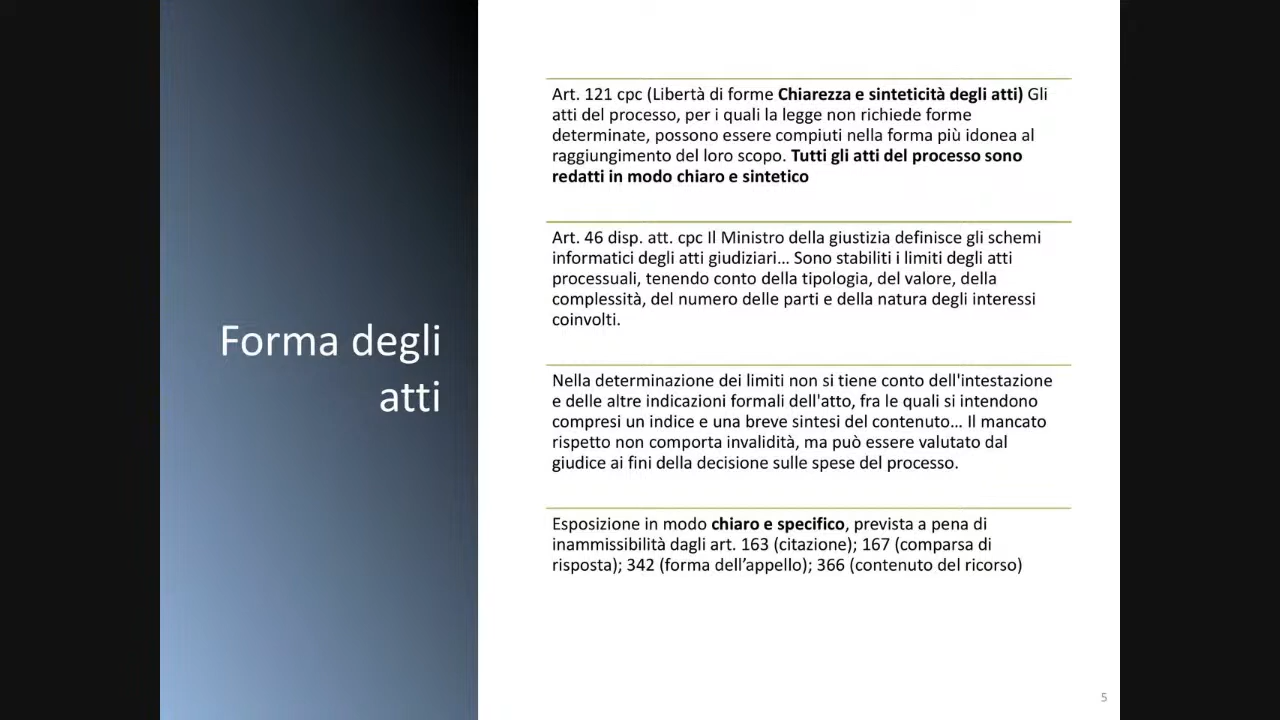 Forma degli
atti
Art. 121 cpc (Libertà di forme Chiarezza e sinteticità degli atti) Gli
atti del processo, per i quali la legge non richiede forme
determinate, possono essere compiuti nella forma più idonea al
raggiungimento del loro scopo. Tutti gli atti del processo sono
redatti in modo chiaro e sintetico
Art. 46 disp. att. cpc Il Ministro della giustizia definisce gli schemi
informatici degli atti giudiziari... Sono stabiliti i limiti degli atti
processuali, tenendo conto della tipologia, del valore, della
complessità, del numero delle parti e della natura degli interessi
coinvolti.
Nella determinazione dei limiti non si tiene conto dell'intestazione
e delle altre indicazioni formali dell'atto, fra le quali si intendono
compresi un indice e una breve sintesi del contenuto... Il mancato
rispetto non comporta invalidità, ma può essere valutato dal
giudice ai fini della decisione sulle spese del processo.
Esposizione in modo chiaro e specifico, prevista a pena di
inammissibilità dagli art. 163 (citazione); 167 (comparsa di
risposta); 342 (forma dell’appello); 366 (contenuto del ricorso)
5